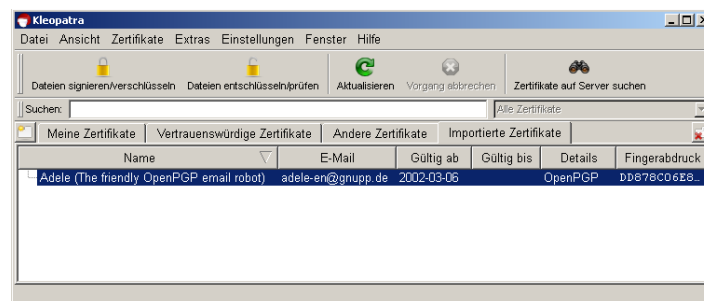 Kleopatra
Datei Ansicht Zertifikate Extras Einstellungen Fenster Hilfe
Dateien signieren/verschlüsseln Dateien entschlüsseln/prüfen Aktualisieren Vorgang abbrechen Zertifikate auf Server suchen
Suchen: Alle Zertifikate
Meine Zertifikate Vertrauenswürdige Zertifikate Andere Zertifikate Importierte Zertifikate
Name E-Mail Gültig ab Gültig bis Details Fingerabdruck
Adele (The friendly OpenPGP email robot) adele-en@gnupp.de 2002-03-06 OpenPGP DD878C06E8...